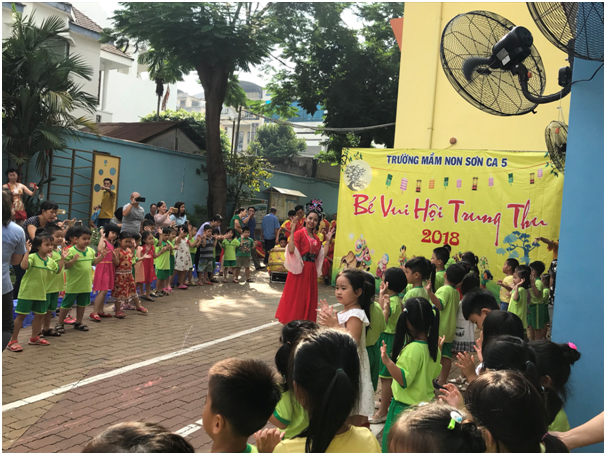 TRƯỜNG MẦM NON SƠN CA 5
Bé Vui Hội Trung Thu
2018